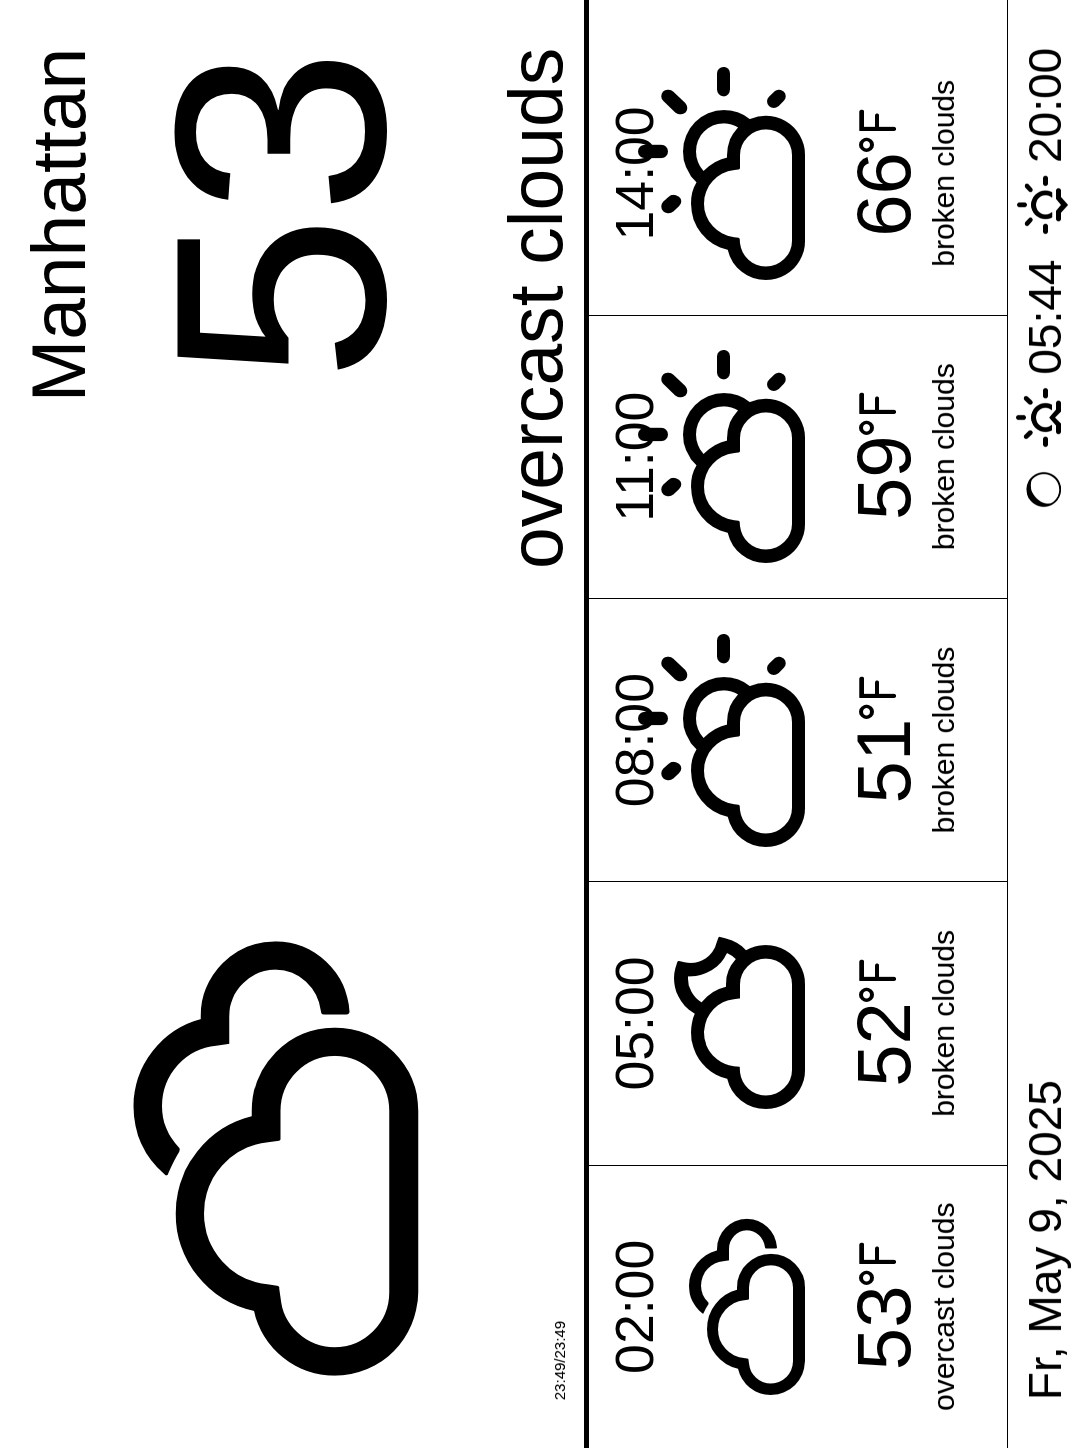 Manhattan
53
overcast clouds
23:49/23:49
02:00
53°F
overcast clouds
05:00
52°F
broken clouds
08:00
51°F
broken clouds
11:00
59°F
broken clouds
14:00
66°F
broken clouds
Fr, May 9, 2025
05:44
20:00